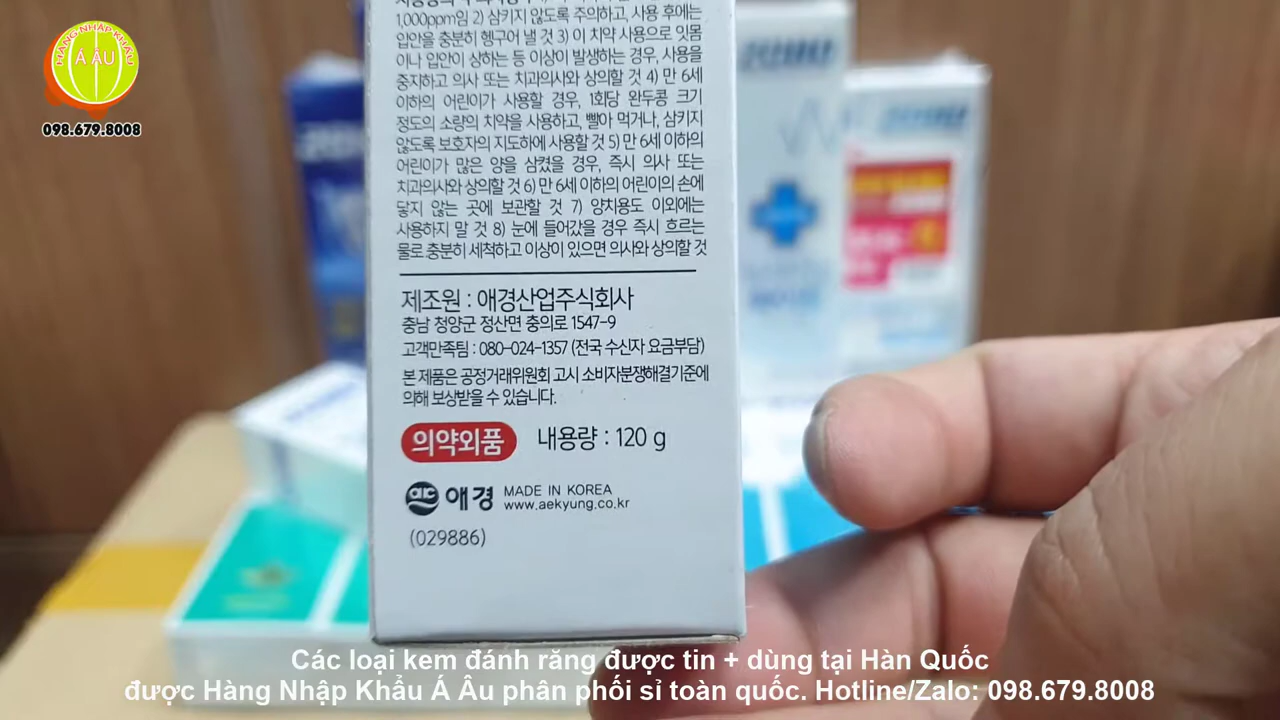 HÀNG NHẬP KHẨU
Á ÂU
098.679.8008
1,000ppm임 2) 삼키지 않도록 주의하고, 사용 후에는
입안을 충분히 헹구어 낼 것 3) 이 치약 사용으로 잇몸
이나 입안이 상하는 등 이상이 발생하는 경우, 사용을
중지하고 의사 또는 치과의사와 상의할 것 4) 만 6세
이하의 어린이가 사용할 경우, 1회당 완두콩 크기
정도의 소량의 치약을 사용하고, 빨아 먹거나, 삼키지
않도록 보호자의 지도하에 사용할 것 5) 만 6세 이하의
어린이가 많은 양을 삼켰을 경우, 즉시 의사 또는
치과의사와 상의할 것 6) 만 6세 이하의 어린이의 손에
닿지 않는 곳에 보관할 것 7) 양치용도 이외에는
사용하지 말 것 8) 눈에 들어갔을 경우 즉시 흐르는
물로 충분히 세척하고 이상이 있으면 의사와 상의할 것
제조원 : 애경산업주식회사
충남 청양군 정산면 충의로 1547-9
고객만족팀 : 080-024-1357 (전국 수신자 요금부담)
본 제품은 공정거래위원회 고시 소비자분쟁해결기준에
의해 보상받을 수 있습니다.
의약외품 내용량 : 120 g
애경 MADE IN KOREA
www.aekyung.co.kr
(029886)
Các loại kem đánh răng được tin + dùng tại Hàn Quốc
được Hàng Nhập Khẩu Á Âu phân phối sỉ toàn quốc. Hotline/Zalo: 098.679.8008